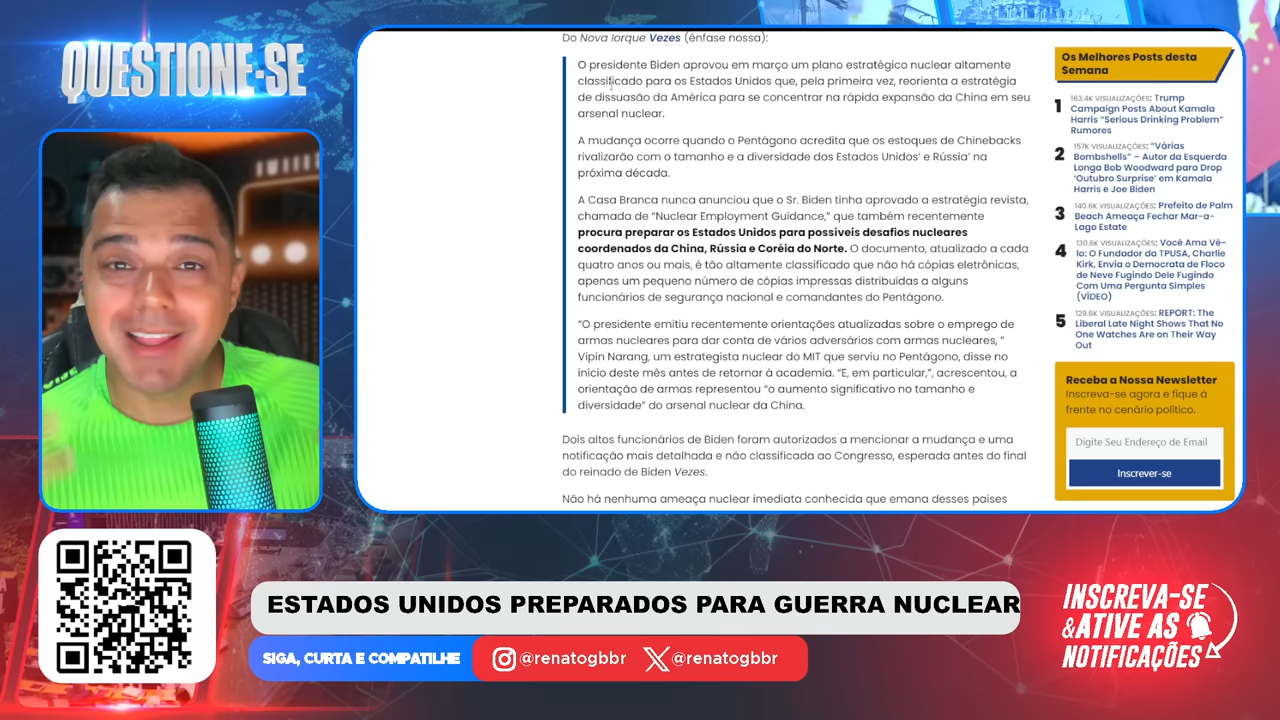 QUESTIONE-SE
Do Nova Iorque Vezes (ênfase nossa):
O presidente Biden aprovou em março um plano estratégico nuclear altamente
classificado para os Estados Unidos que, pela primeira vez, reorienta a estratégia
de dissuasão da América para se concentrar na rápida expansão da China em seu
arsenal nuclear.
A mudança ocorre quando o Pentágono acredita que os estoques de Chinebacks
rivalizarão com o tamanho e a diversidade dos Estados Unidos’ e Rússia’ na
próxima década.
A Casa Branca nunca anunciou que o Sr. Biden tinha aprovado a estratégia revista,
chamada de “Nuclear Employment Guidance,” que também recentemente
procura preparar os Estados Unidos para possíveis desafios nucleares
coordenados da China, Rússia e Coréia do Norte. O documento, atualizado a cada
quatro anos ou mais, é tão altamente classificado que não há cópias eletrônicas,
apenas um pequeno número de cópias impressas distribuídas a alguns
funcionários de segurança nacional e comandantes do Pentágono.
“O presidente emitiu recentemente orientações atualizadas sobre o emprego de
armas nucleares para dar conta de vários adversários com armas nucleares, “
Vipin Narang, um estrategista nuclear do MIT que serviu no Pentágono, disse no
início deste mês antes de retornar à academia. “E, em particular,”, acrescentou, a
orientação de armas representou “o aumento significativo no tamanho e
diversidade” do arsenal nuclear da China.
Dois altos funcionários de Biden foram autorizados a mencionar a mudança e uma
notificação mais detalhada e não classificada ao Congresso, esperada antes do final
do reinado de Biden Vezes.
Não há nenhuma ameaça nuclear imediata conhecida que emana desses países
Os Melhores Posts desta
Semana
1 163.4K VISUALIZAÇÕES: Trump
Campaign Posts About Kamala
Harris “Serious Drinking Problem”
Rumores
2 157K VISUALIZAÇÕES: “Várias
Bombshells” – Autor da Esquerda
Longa Bob Woodward para Drop
‘Outubro Surprise’ em Kamala
Harris e Joe Biden
3 140.6K VISUALIZAÇÕES: Prefeito de Palm
Beach Ameaça Fechar Mar-a-
Lago Estate
4 130.6K VISUALIZAÇÕES: Você Ama Vê-
lo: O Fundador da TPUSA, Charlie
Kirk, Envia o Democrata de Floco
de Neve Fugindo Dele Fugindo
Com Uma Pergunta Simples
(VÍDEO)
5 129.6K VISUALIZAÇÕES: REPORT: The
Liberal Late Night Shows That No
One Watches Are on Their Way
Out
Receba a Nossa Newsletter
Inscreva-se agora e fique à
frente no cenário político.
Digite Seu Endereço de Email
Inscrever-se
ESTADOS UNIDOS PREPARADOS PARA GUERRA NUCLEAR
SIGA, CURTA E COMPATILHE
@renatogbbr
@renatogbbr
INSCREVA-SE
&ATIVE AS
NOTIFICAÇÕES